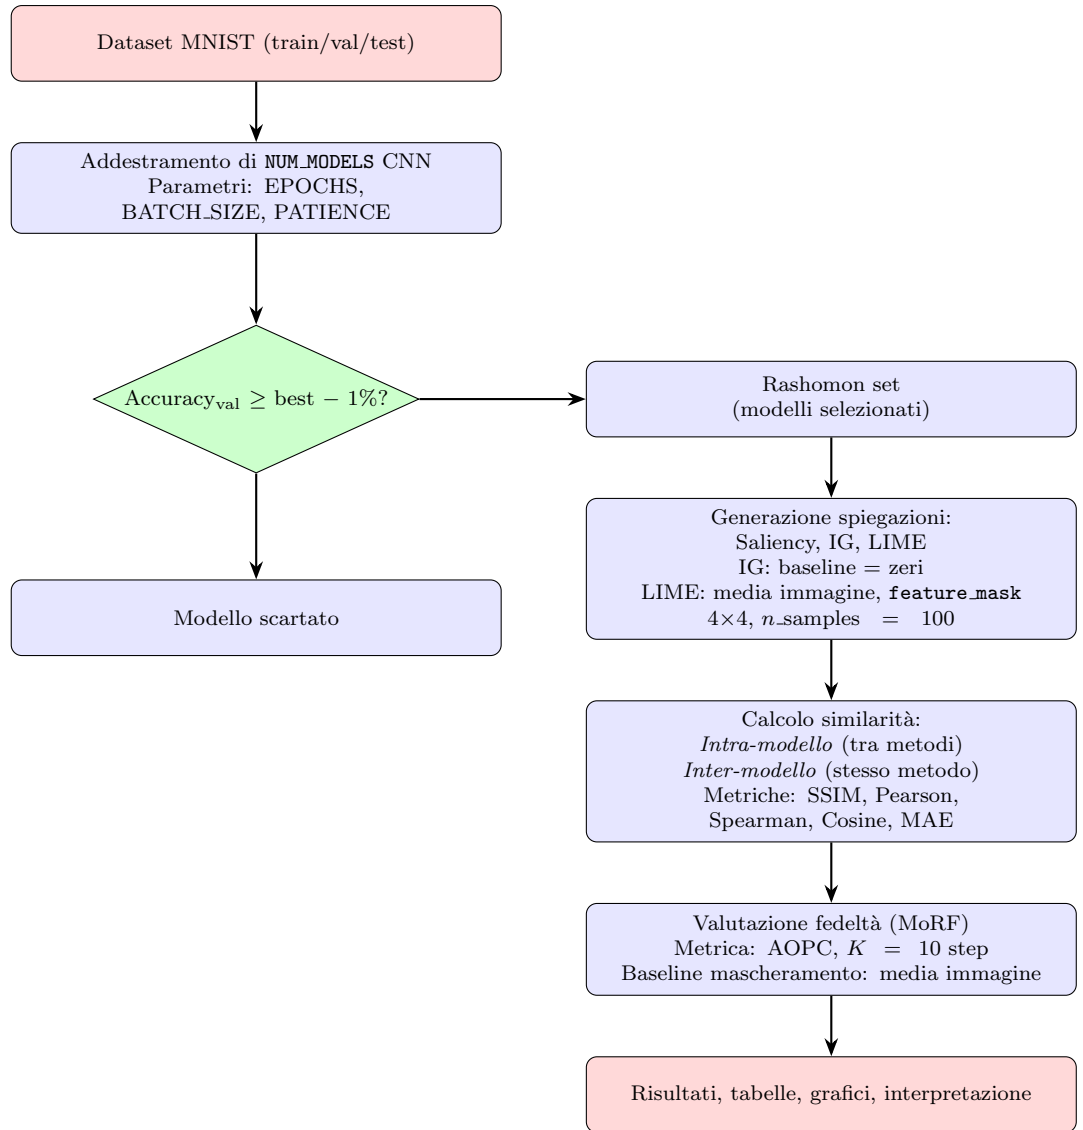 Dataset MNIST (train/val/test)
Addestramento di NUM_MODELS CNN
Parametri: EPOCHS,
BATCH_SIZE, PATIENCE
Accuracy_val ≥ best − 1%?
Modello scartato
Rashomon set
(modelli selezionati)
Generazione spiegazioni:
Saliency, IG, LIME
IG: baseline = zeri
LIME: media immagine, feature_mask
4×4, n_samples = 100
Calcolo similarità:
Intra-modello (tra metodi)
Inter-modello (stesso metodo)
Metriche: SSIM, Pearson,
Spearman, Cosine, MAE
Valutazione fedeltà (MoRF)
Metrica: AOPC, K = 10 step
Baseline mascheramento: media immagine
Risultati, tabelle, grafici, interpretazione